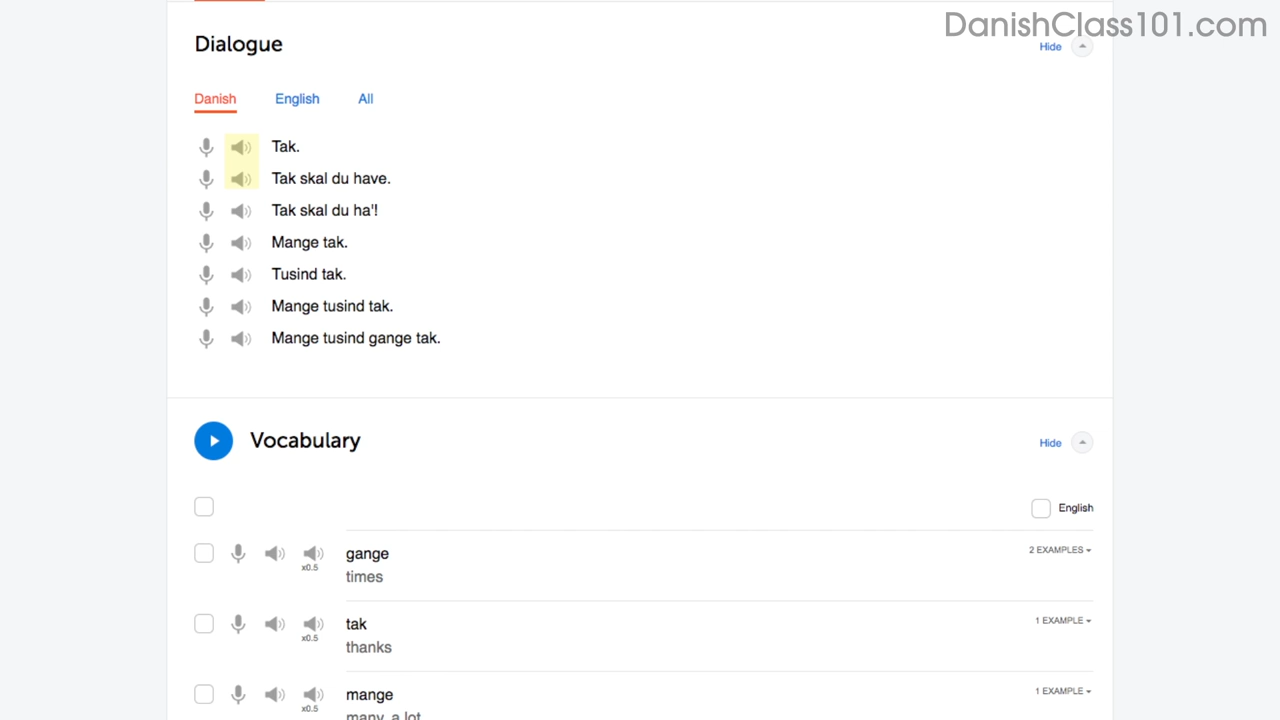 DanishClass101.com
Dialogue
Hide
Danish English All
Tak.
Tak skal du have.
Tak skal du ha'!
Mange tak.
Tusind tak.
Mange tusind tak.
Mange tusind gange tak.
Vocabulary
Hide
English
gange
2 EXAMPLES
times
x0.5
tak
1 EXAMPLE
thanks
x0.5
mange
1 EXAMPLE
many, a lot
x0.5